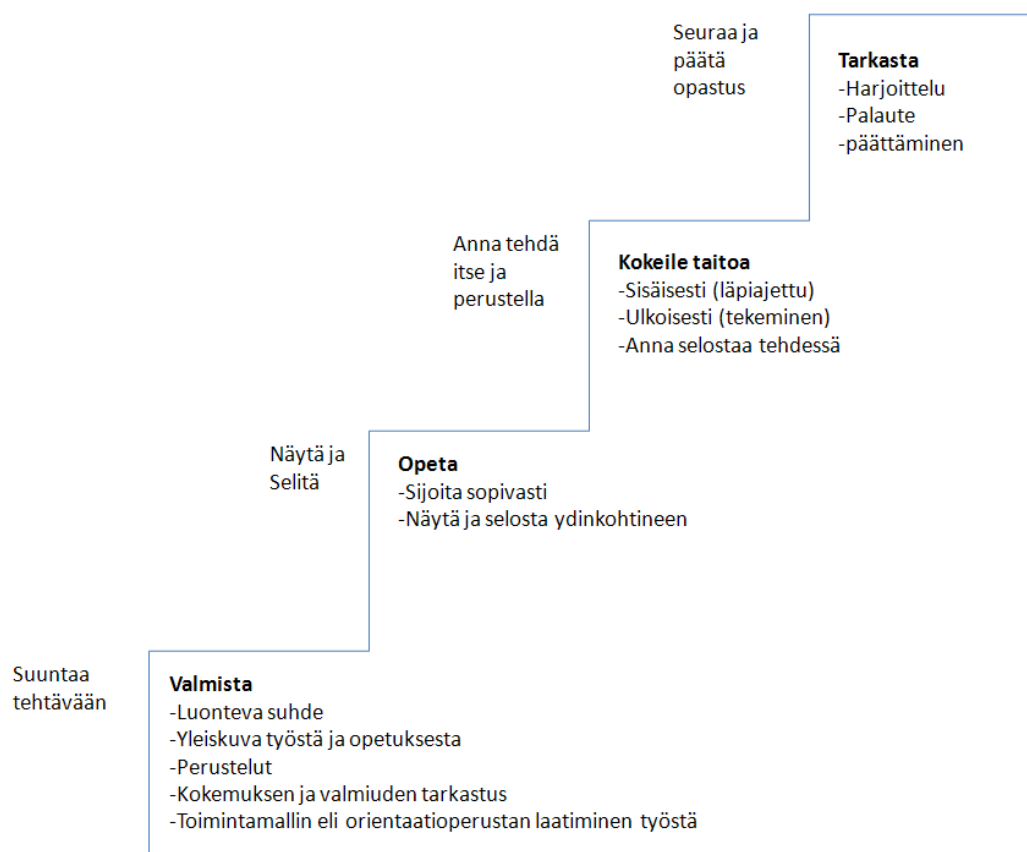 Seuraa ja
päätä
opastus
Tarkasta
-Harjoittelu
-Palaute
-päättäminen
Anna tehdä
itse ja
perustella
Kokeile taitoa
-Sisäisesti (läpiajettu)
-Ulkoisesti (tekeminen)
-Anna selostaa tehdessä
Näytä ja
Selitä
Opeta
-Sijoita sopivasti
-Näytä ja selosta ydinkohtineen
Suuntaa
tehtävään
Valmista
-Luonteva suhde
-Yleiskuva työstä ja opetuksesta
-Perustelut
-Kokemuksen ja valmiuden tarkastus
-Toimintamallin eli orientaatioperustan laatiminen työstä